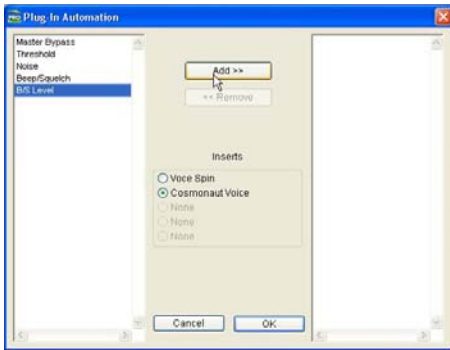 Plug-In Automation
Master Bypass
Threshold
Noise
Beep/Squelch
B/S Level
Add >>
<< Remove
Inserts
Voce Spin
Cosmonaut Voice
None
None
None
Cancel
OK